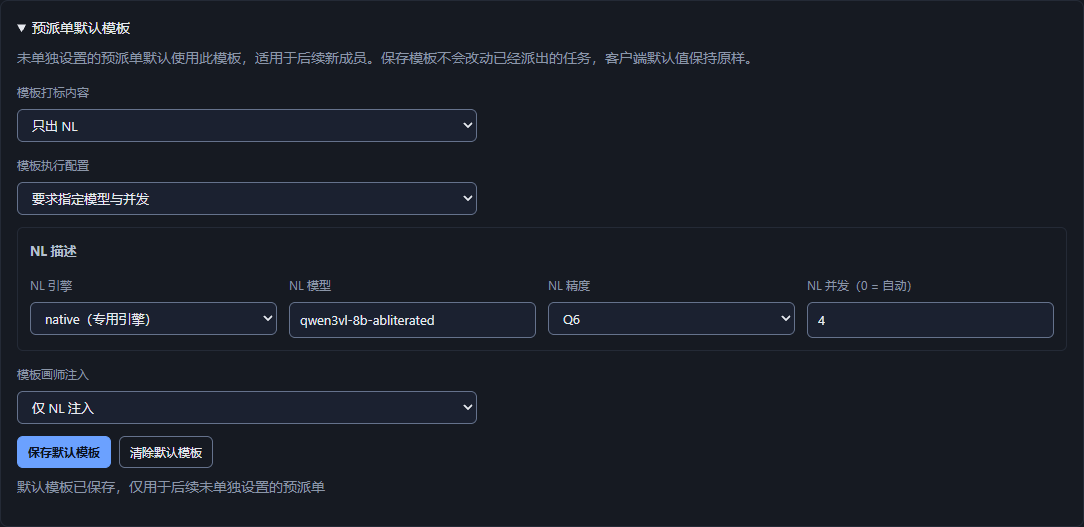 ▼ 预派单默认模板
未单独设置的预派单默认使用此模板，适用于后续新成员。保存模板不会改动已经派出的任务，客户端默认值保持原样。
模板打标内容
只出 NL
模板执行配置
要求指定模型与并发
NL 描述
NL 引擎 NL 模型 NL 精度 NL 并发（0 = 自动）
native（专用引擎） qwen3vl-8b-abliterated Q6 4
模板画师注入
仅 NL 注入
保存默认模板 清除默认模板
默认模板已保存，仅用于后续未单独设置的预派单